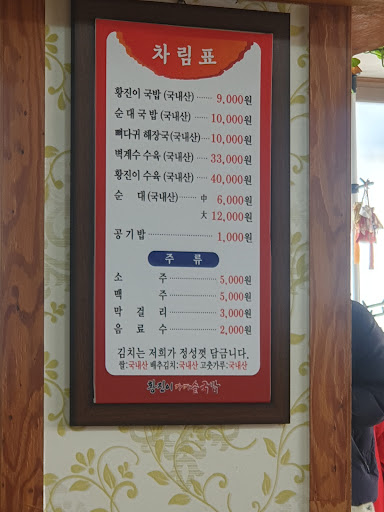 차림표
황진이 국밥 (국내산) ······ 9,000원
순대국밥 (국내산) ······ 10,000원
뼈다귀 해장국(국내산)···· 10,000원
벽계수 수육 (국내산) ···· 33,000원
황진이 수육 (국내산) ···· 40,000원
순 대 (국내산) ······ 中 6,000원
大 12,000원
공기밥 ·················· 1,000원
주 류
소 주 ·················· 5,000원
맥 주 ·················· 5,000원
막 걸 리 ·················· 3,000원
음 료 수 ·················· 2,000원
김치는 저희가 정성껏 담급니다.
쌀:국내산 배추김치:국내산 고춧가루:국내산
황진이